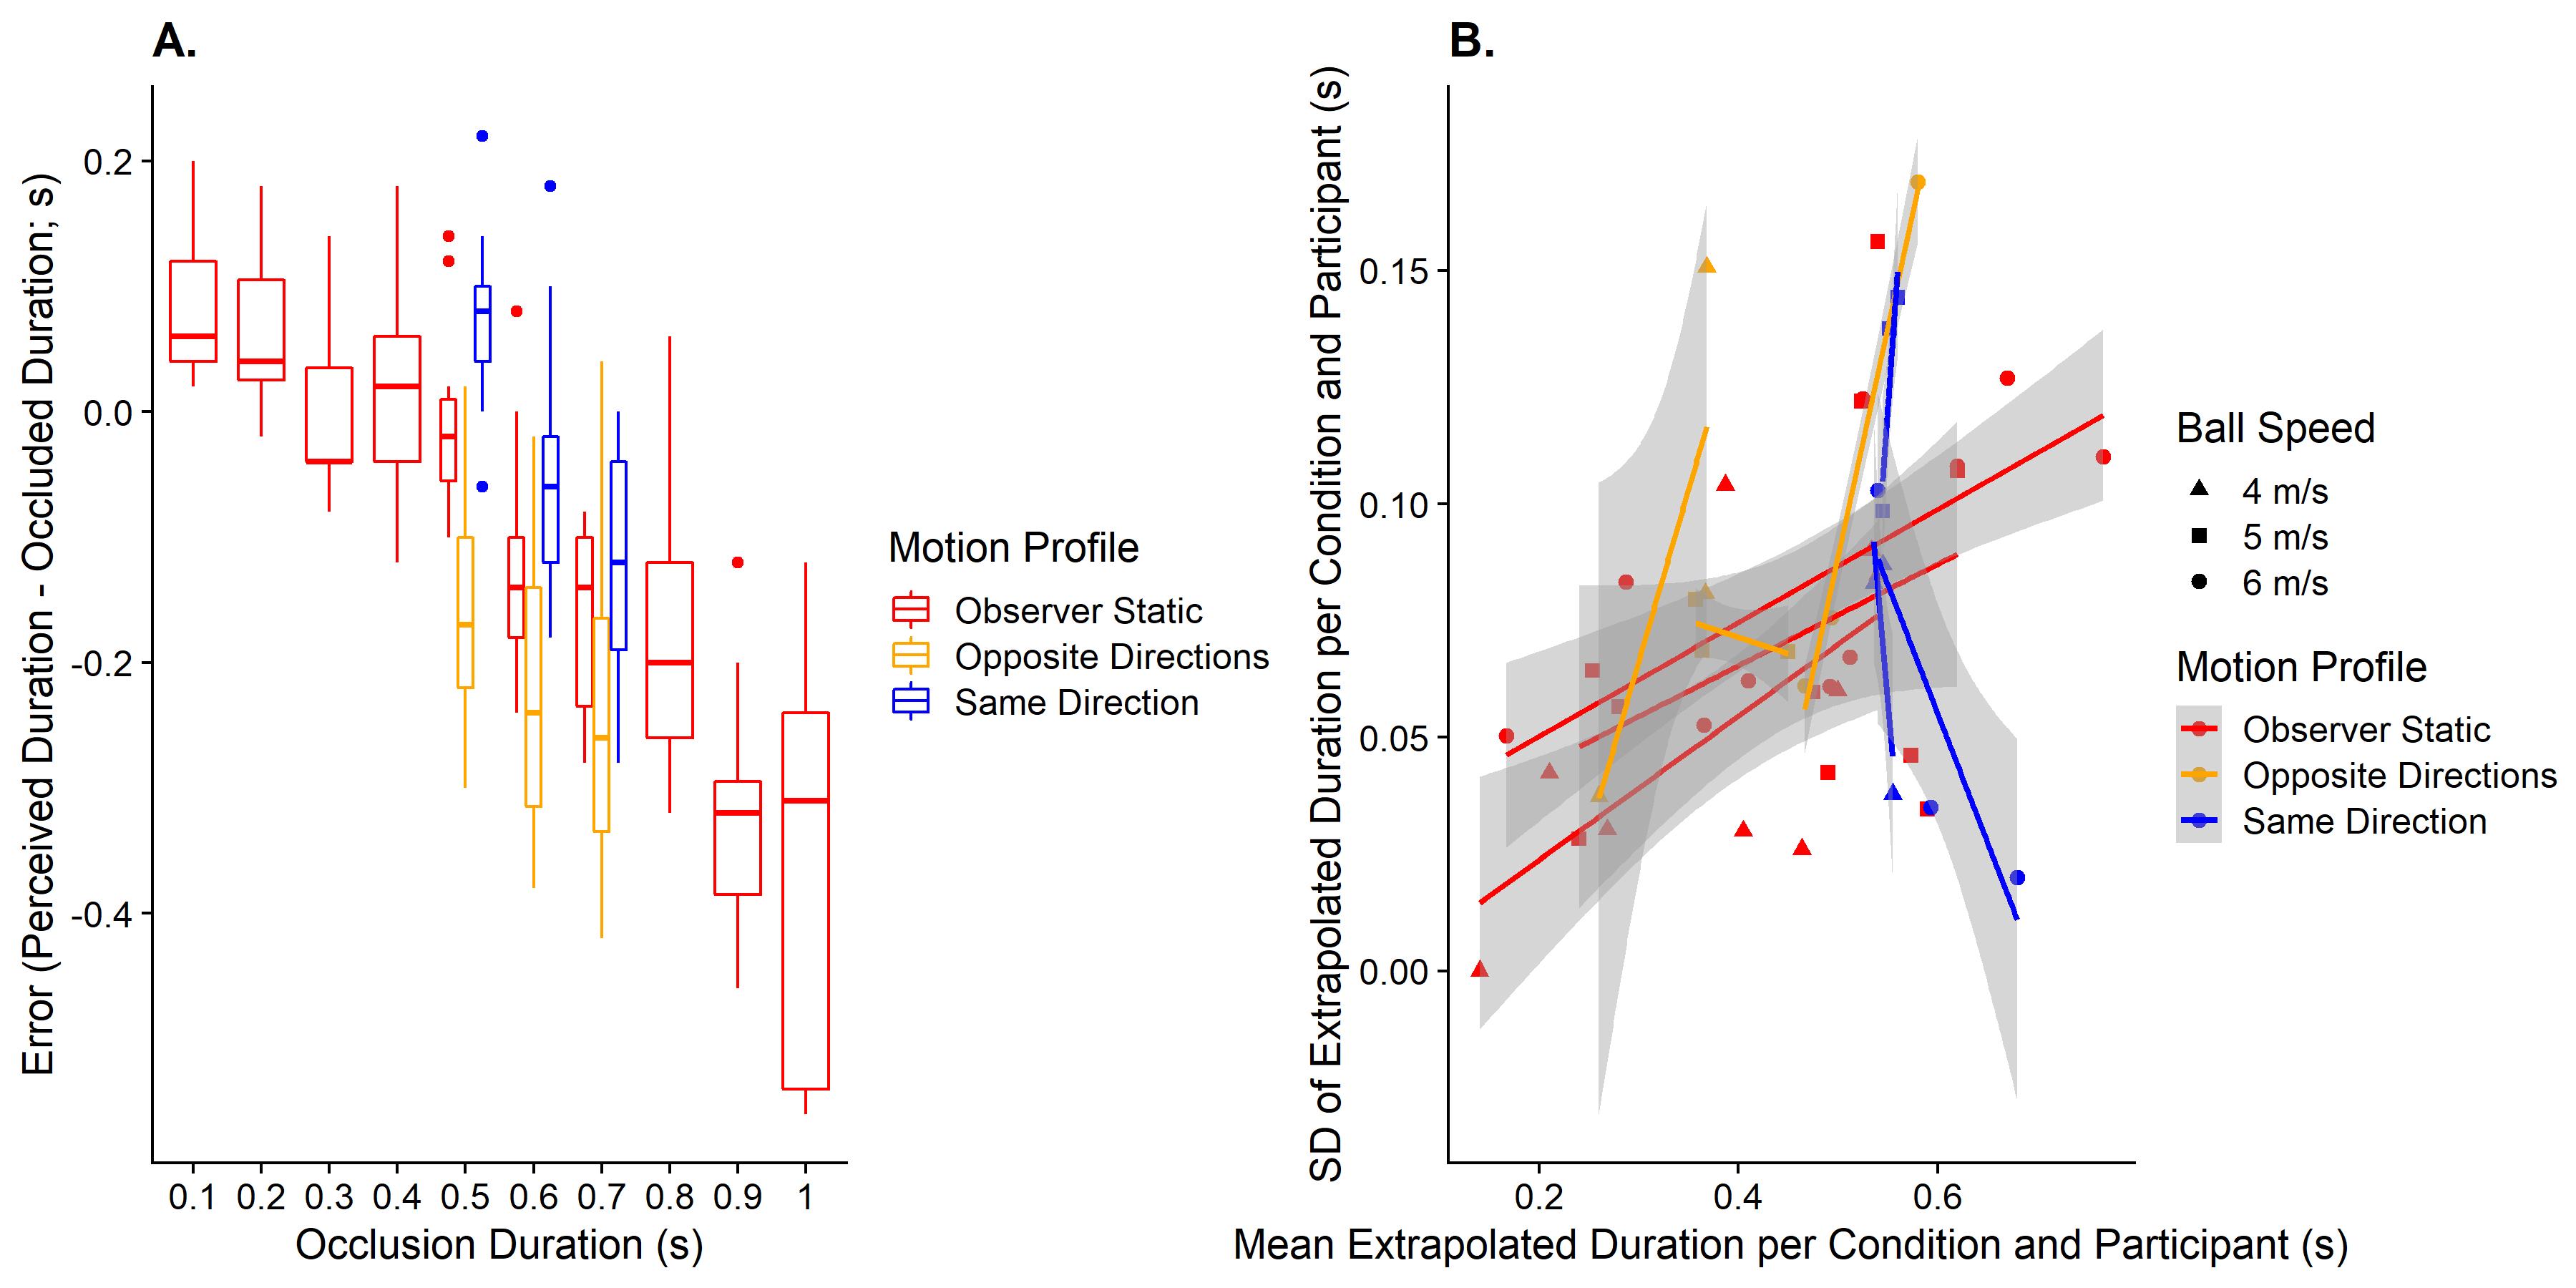 A.
Error (Perceived Duration - Occluded Duration; s)
0.2
0.0
-0.2
-0.4
0.1 0.2 0.3 0.4 0.5 0.6 0.7 0.8 0.9 1
Occlusion Duration (s)
Motion Profile
Observer Static
Opposite Directions
Same Direction
B.
SD of Extrapolated Duration per Condition and Participant (s)
0.15
0.10
0.05
0.00
0.2 0.4 0.6
Mean Extrapolated Duration per Condition and Participant (s)
Ball Speed
4 m/s
5 m/s
6 m/s
Motion Profile
Observer Static
Opposite Directions
Same Direction